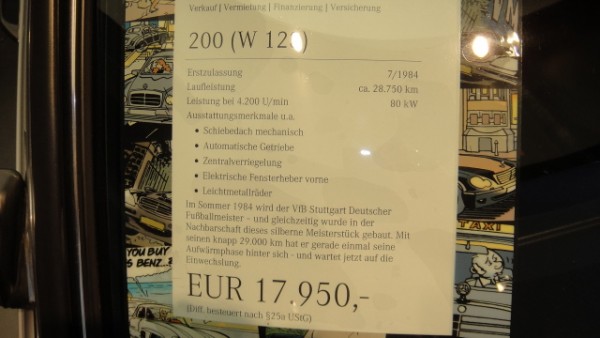 Verkauf | Vermietung | Finanzierung | Versicherung
200 (W 12 )
Erstzulassung 7/1984
Laufleistung ca. 28.750 km
Leistung bei 4.200 U/min 80 kW
Ausstattungsmerkmale u.a.
• Schiebedach mechanisch
• Automatische Getriebe
• Zentralverriegelung
• Elektrische Fensterheber vorne
• Leichtmetallräder
Im Sommer 1984 wird der VfB Stuttgart Deutscher
Fußballmeister - und gleichzeitig wurde in der
Nachbarschaft dieses silberne Meisterstück gebaut. Mit
seinen knapp 29.000 km hat er gerade einmal seine
Aufwärmphase hinter sich - und wartet jetzt auf die
Einwechslung.
EUR 17.950,-
(Diff. besteuert nach §25a UStG)
YOU BUY
BENZ...?
TAXI